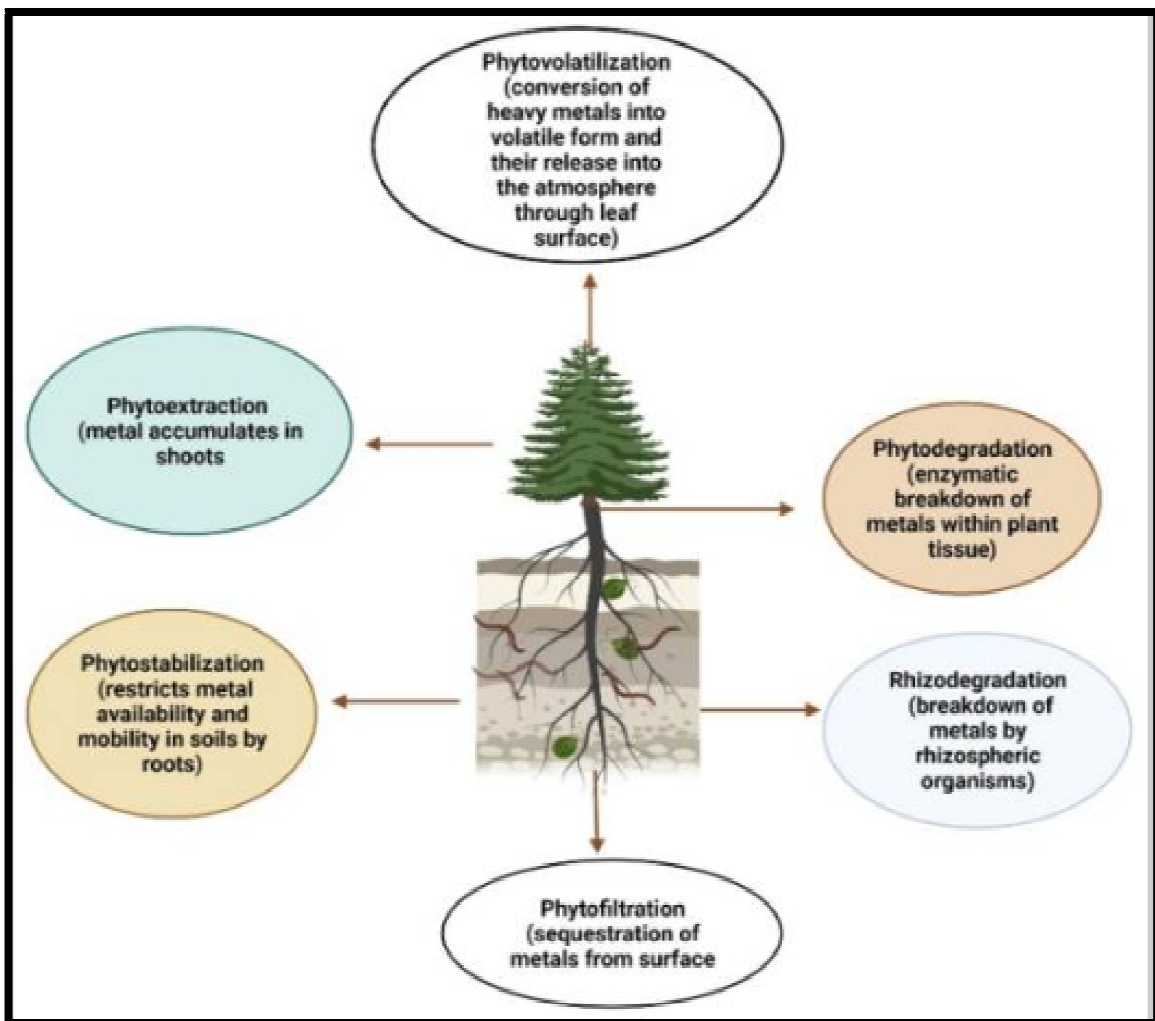 Phytovolatilization
(conversion of
heavy metals into
volatile form and
their release into
the atmosphere
through leaf
surface)
Phytoextraction
(metal accumulates in
shoots
Phytodegradation
(enzymatic
breakdown of
metals within plant
tissue)
Phytostabilization
(restricts metal
availability and
mobility in soils by
roots)
Rhizodegradation
(breakdown of
metals by
rhizospheric
organisms)
Phytofiltration
(sequestration of
metals from surface